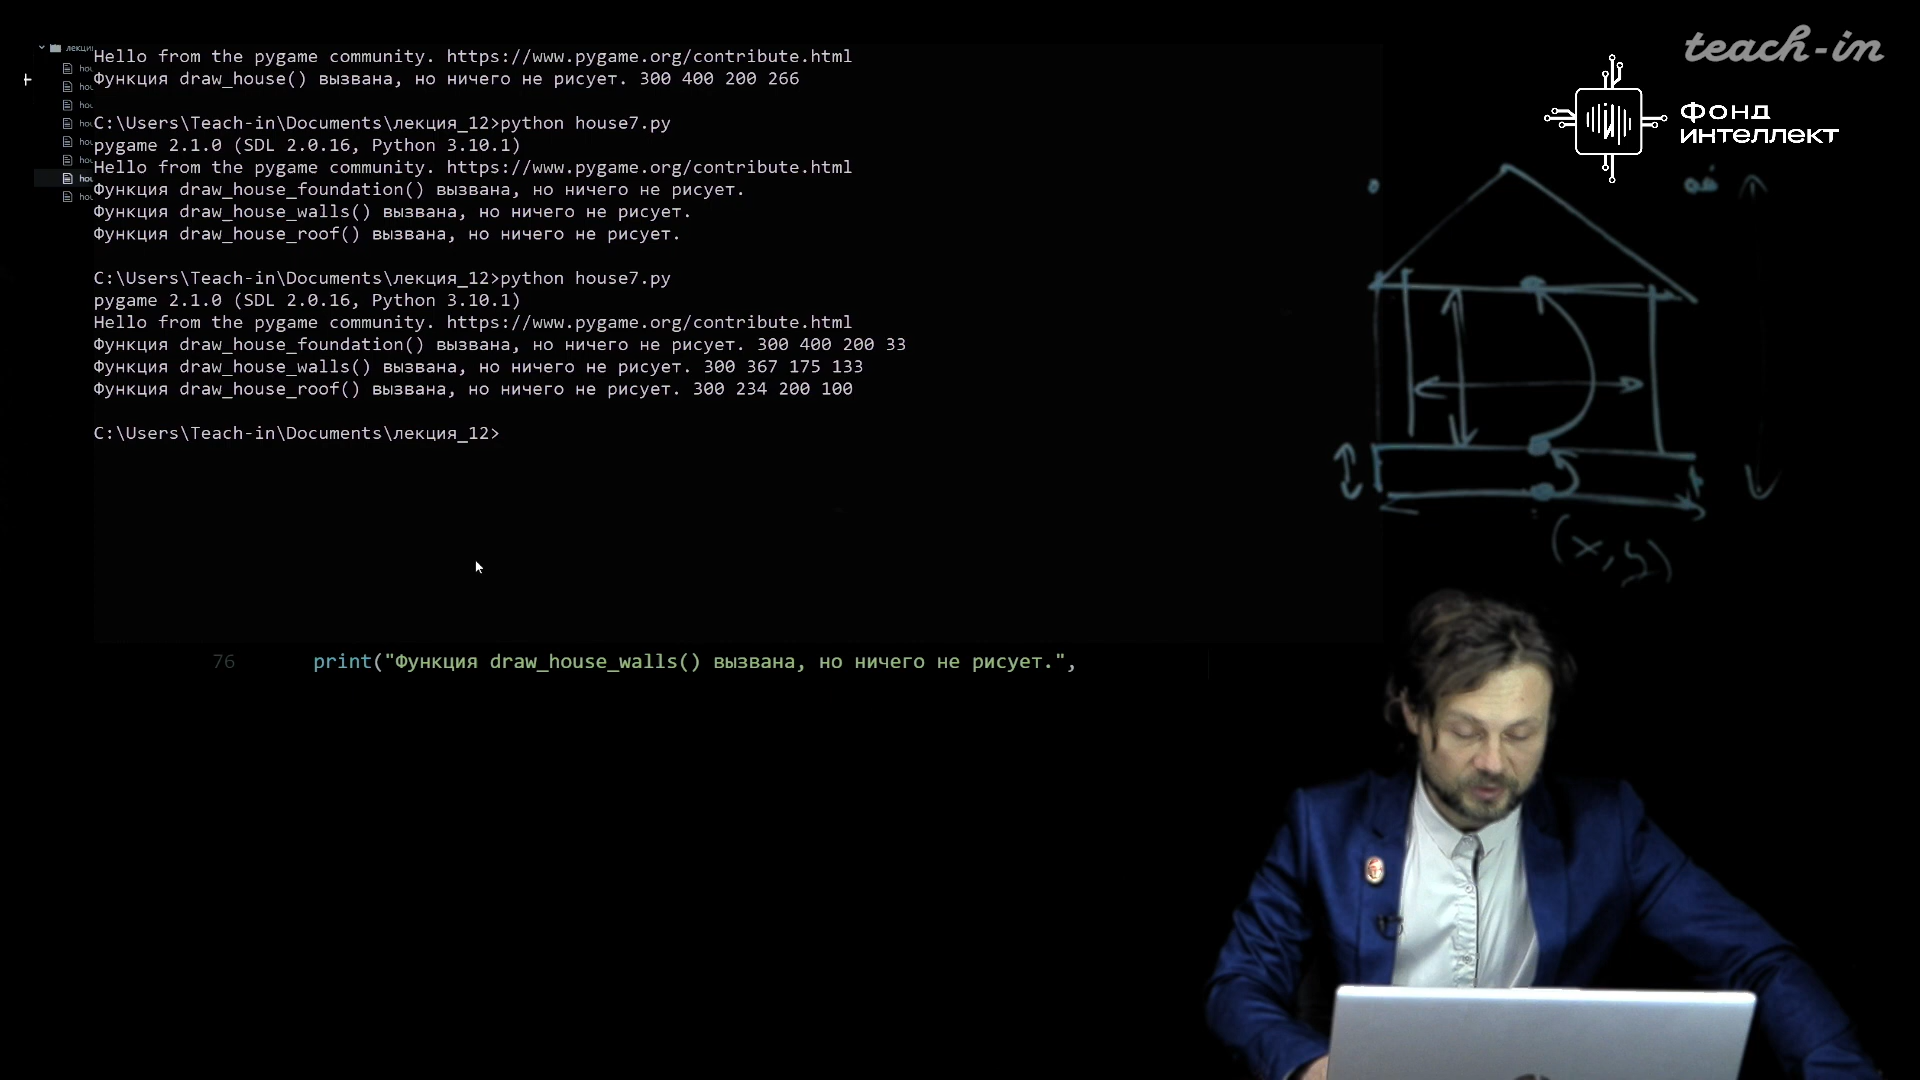 Hello from the pygame community. https://www.pygame.org/contribute.html
Функция draw_house() вызвана, но ничего не рисует. 300 400 200 266
C:\Users\Teach-in\Documents\лекция_12>python house7.py
pygame 2.1.0 (SDL 2.0.16, Python 3.10.1)
Hello from the pygame community. https://www.pygame.org/contribute.html
Функция draw_house_foundation() вызвана, но ничего не рисует.
Функция draw_house_walls() вызвана, но ничего не рисует.
Функция draw_house_roof() вызвана, но ничего не рисует.
C:\Users\Teach-in\Documents\лекция_12>python house7.py
pygame 2.1.0 (SDL 2.0.16, Python 3.10.1)
Hello from the pygame community. https://www.pygame.org/contribute.html
Функция draw_house_foundation() вызвана, но ничего не рисует. 300 400 200 33
Функция draw_house_walls() вызвана, но ничего не рисует. 300 367 175 133
Функция draw_house_roof() вызвана, но ничего не рисует. 300 234 200 100
C:\Users\Teach-in\Documents\лекция_12>
76 print("Функция draw_house_walls() вызвана, но ничего не рисует.",
teach-in
Фонд
интеллект
(x,y)